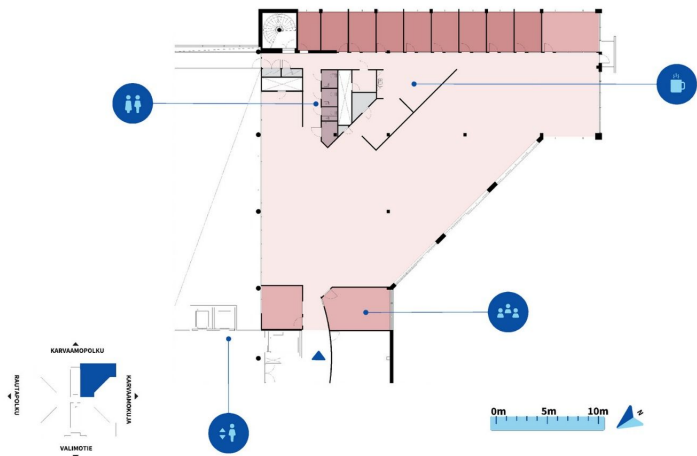 KARVAAMOPOLKU
RAUTAPOLKU
KARVAAMOKUJA
VALIMOTIE
0m 5m 10m
N